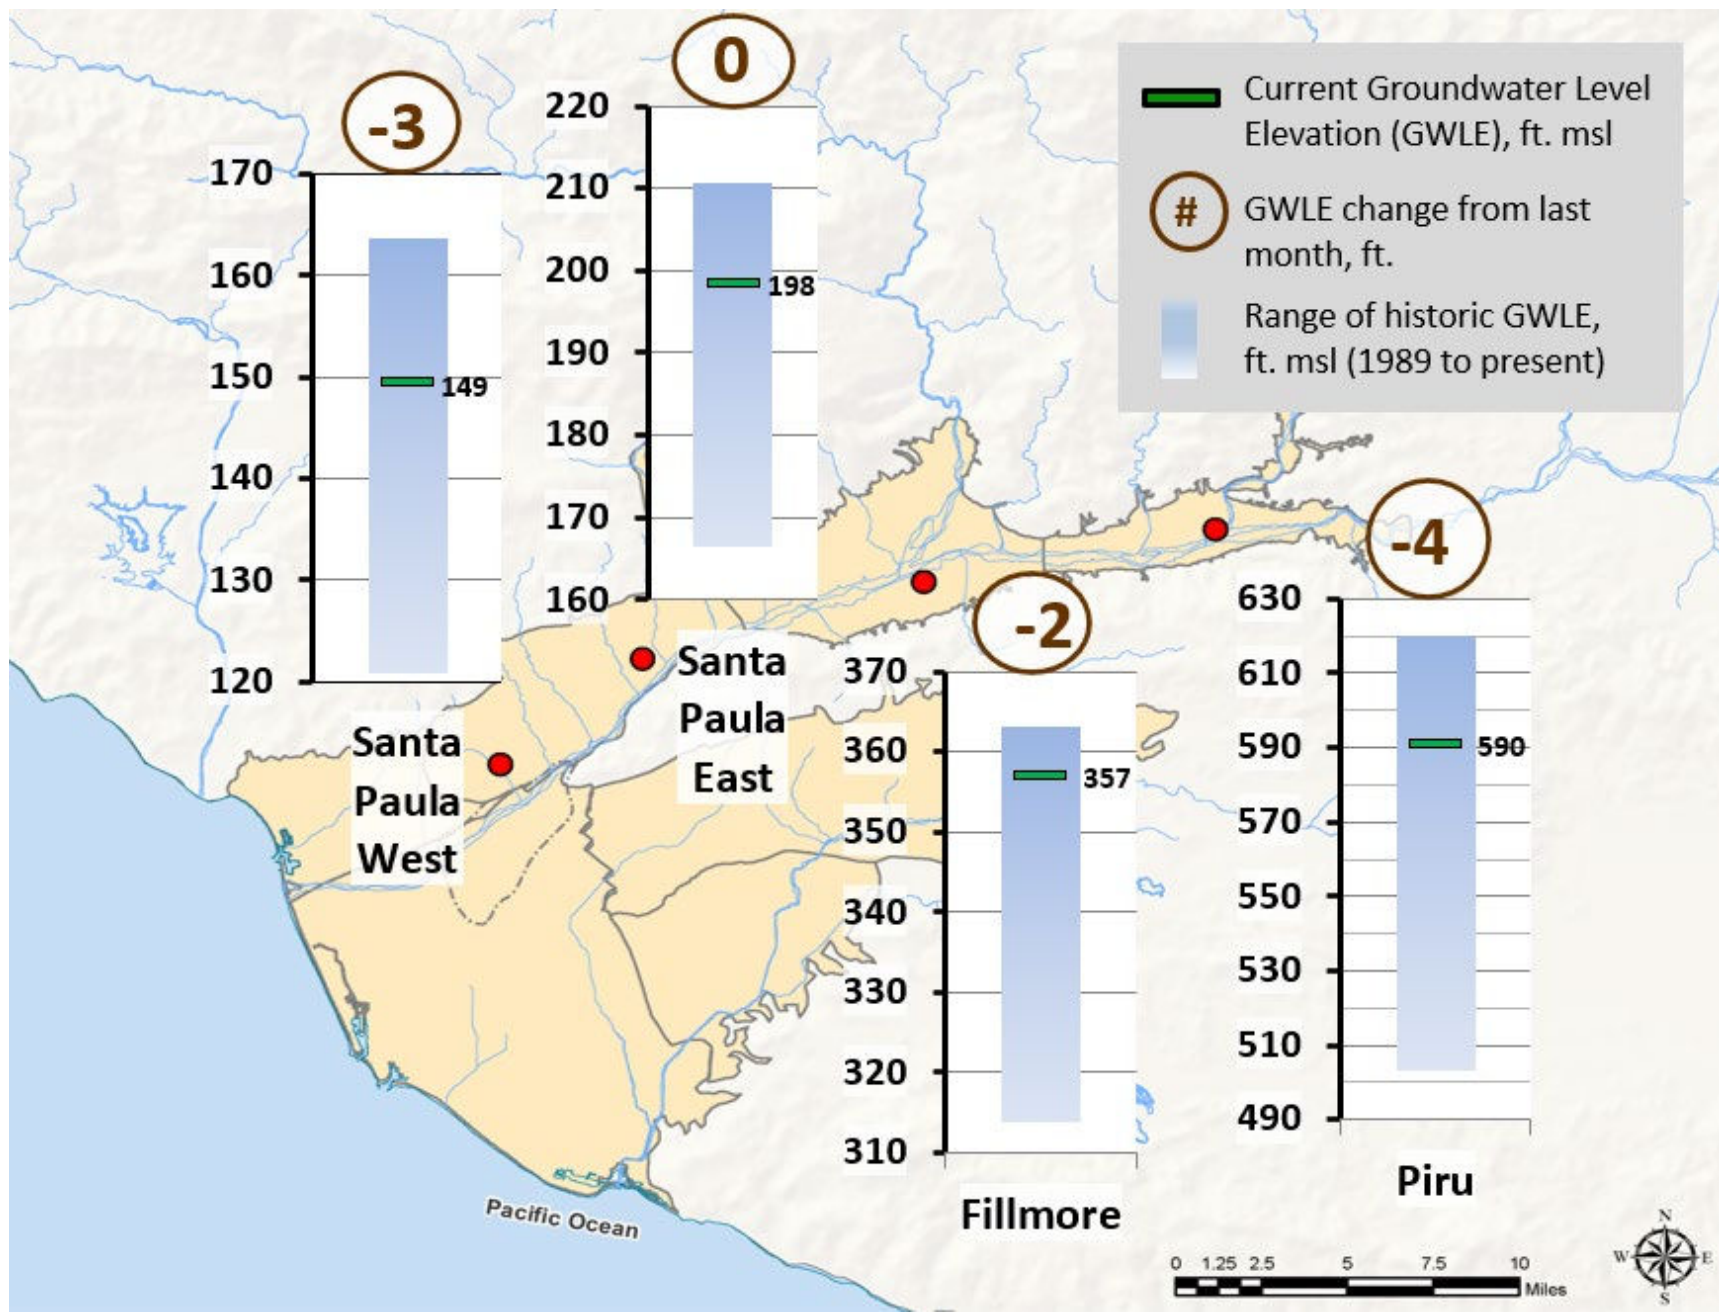 -3
170
160
150
140
130
120
149
Santa
Paula
West
0
220
210
200
190
180
170
160
198
Santa
Paula
East
-2
370
360
350
340
330
320
310
357
Fillmore
-4
630
610
590
570
550
530
510
490
590
Piru
Current Groundwater Level
Elevation (GWLE), ft. msl
#
GWLE change from last
month, ft.
Range of historic GWLE,
ft. msl (1989 to present)
Pacific Ocean
0 1.25 2.5 5 7.5 10
Miles
N
W E
S